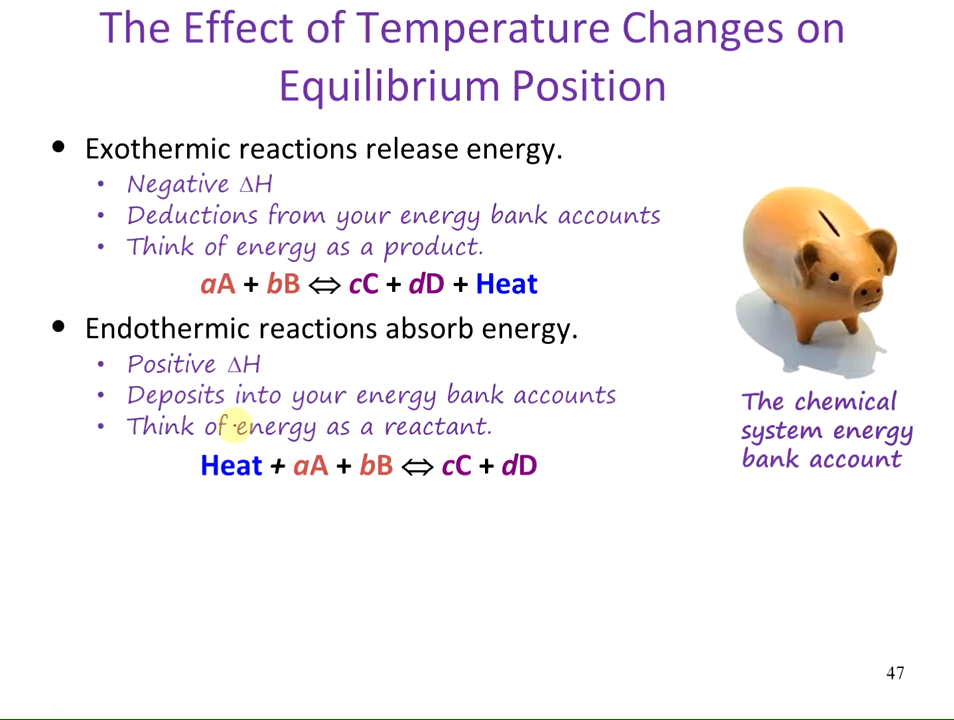 The Effect of Temperature Changes on
Equilibrium Position
• Exothermic reactions release energy.
• Negative ΔH
• Deductions from your energy bank accounts
• Think of energy as a product.
aA + bB ⇔ cC + dD + Heat
• Endothermic reactions absorb energy.
• Positive ΔH
• Deposits into your energy bank accounts
• Think of energy as a reactant.
Heat + aA + bB ⇔ cC + dD
The chemical
system energy
bank account
47